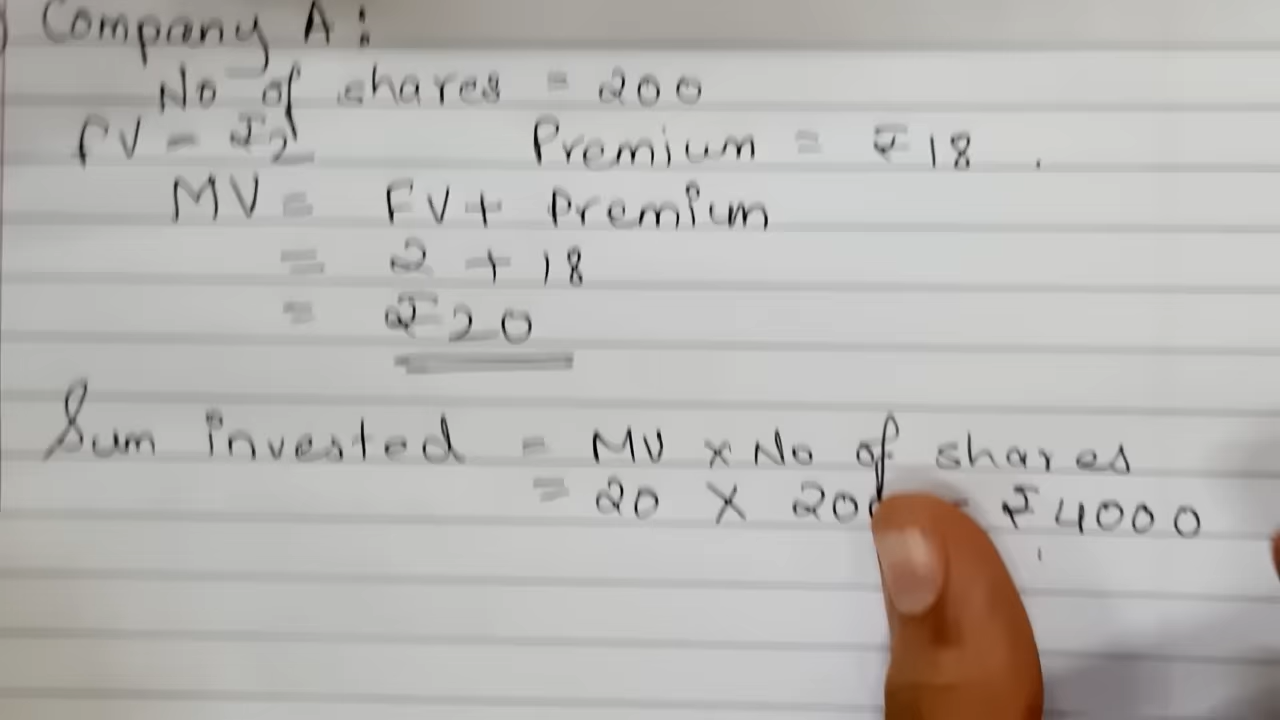 Company A:
No of shares = 200
FV = ₹2 Premium = ₹18.
MV = FV + Premium
= 2 + 18
= ₹20
Sum invested = MV × No of shares
= 20 × 200 = ₹4000